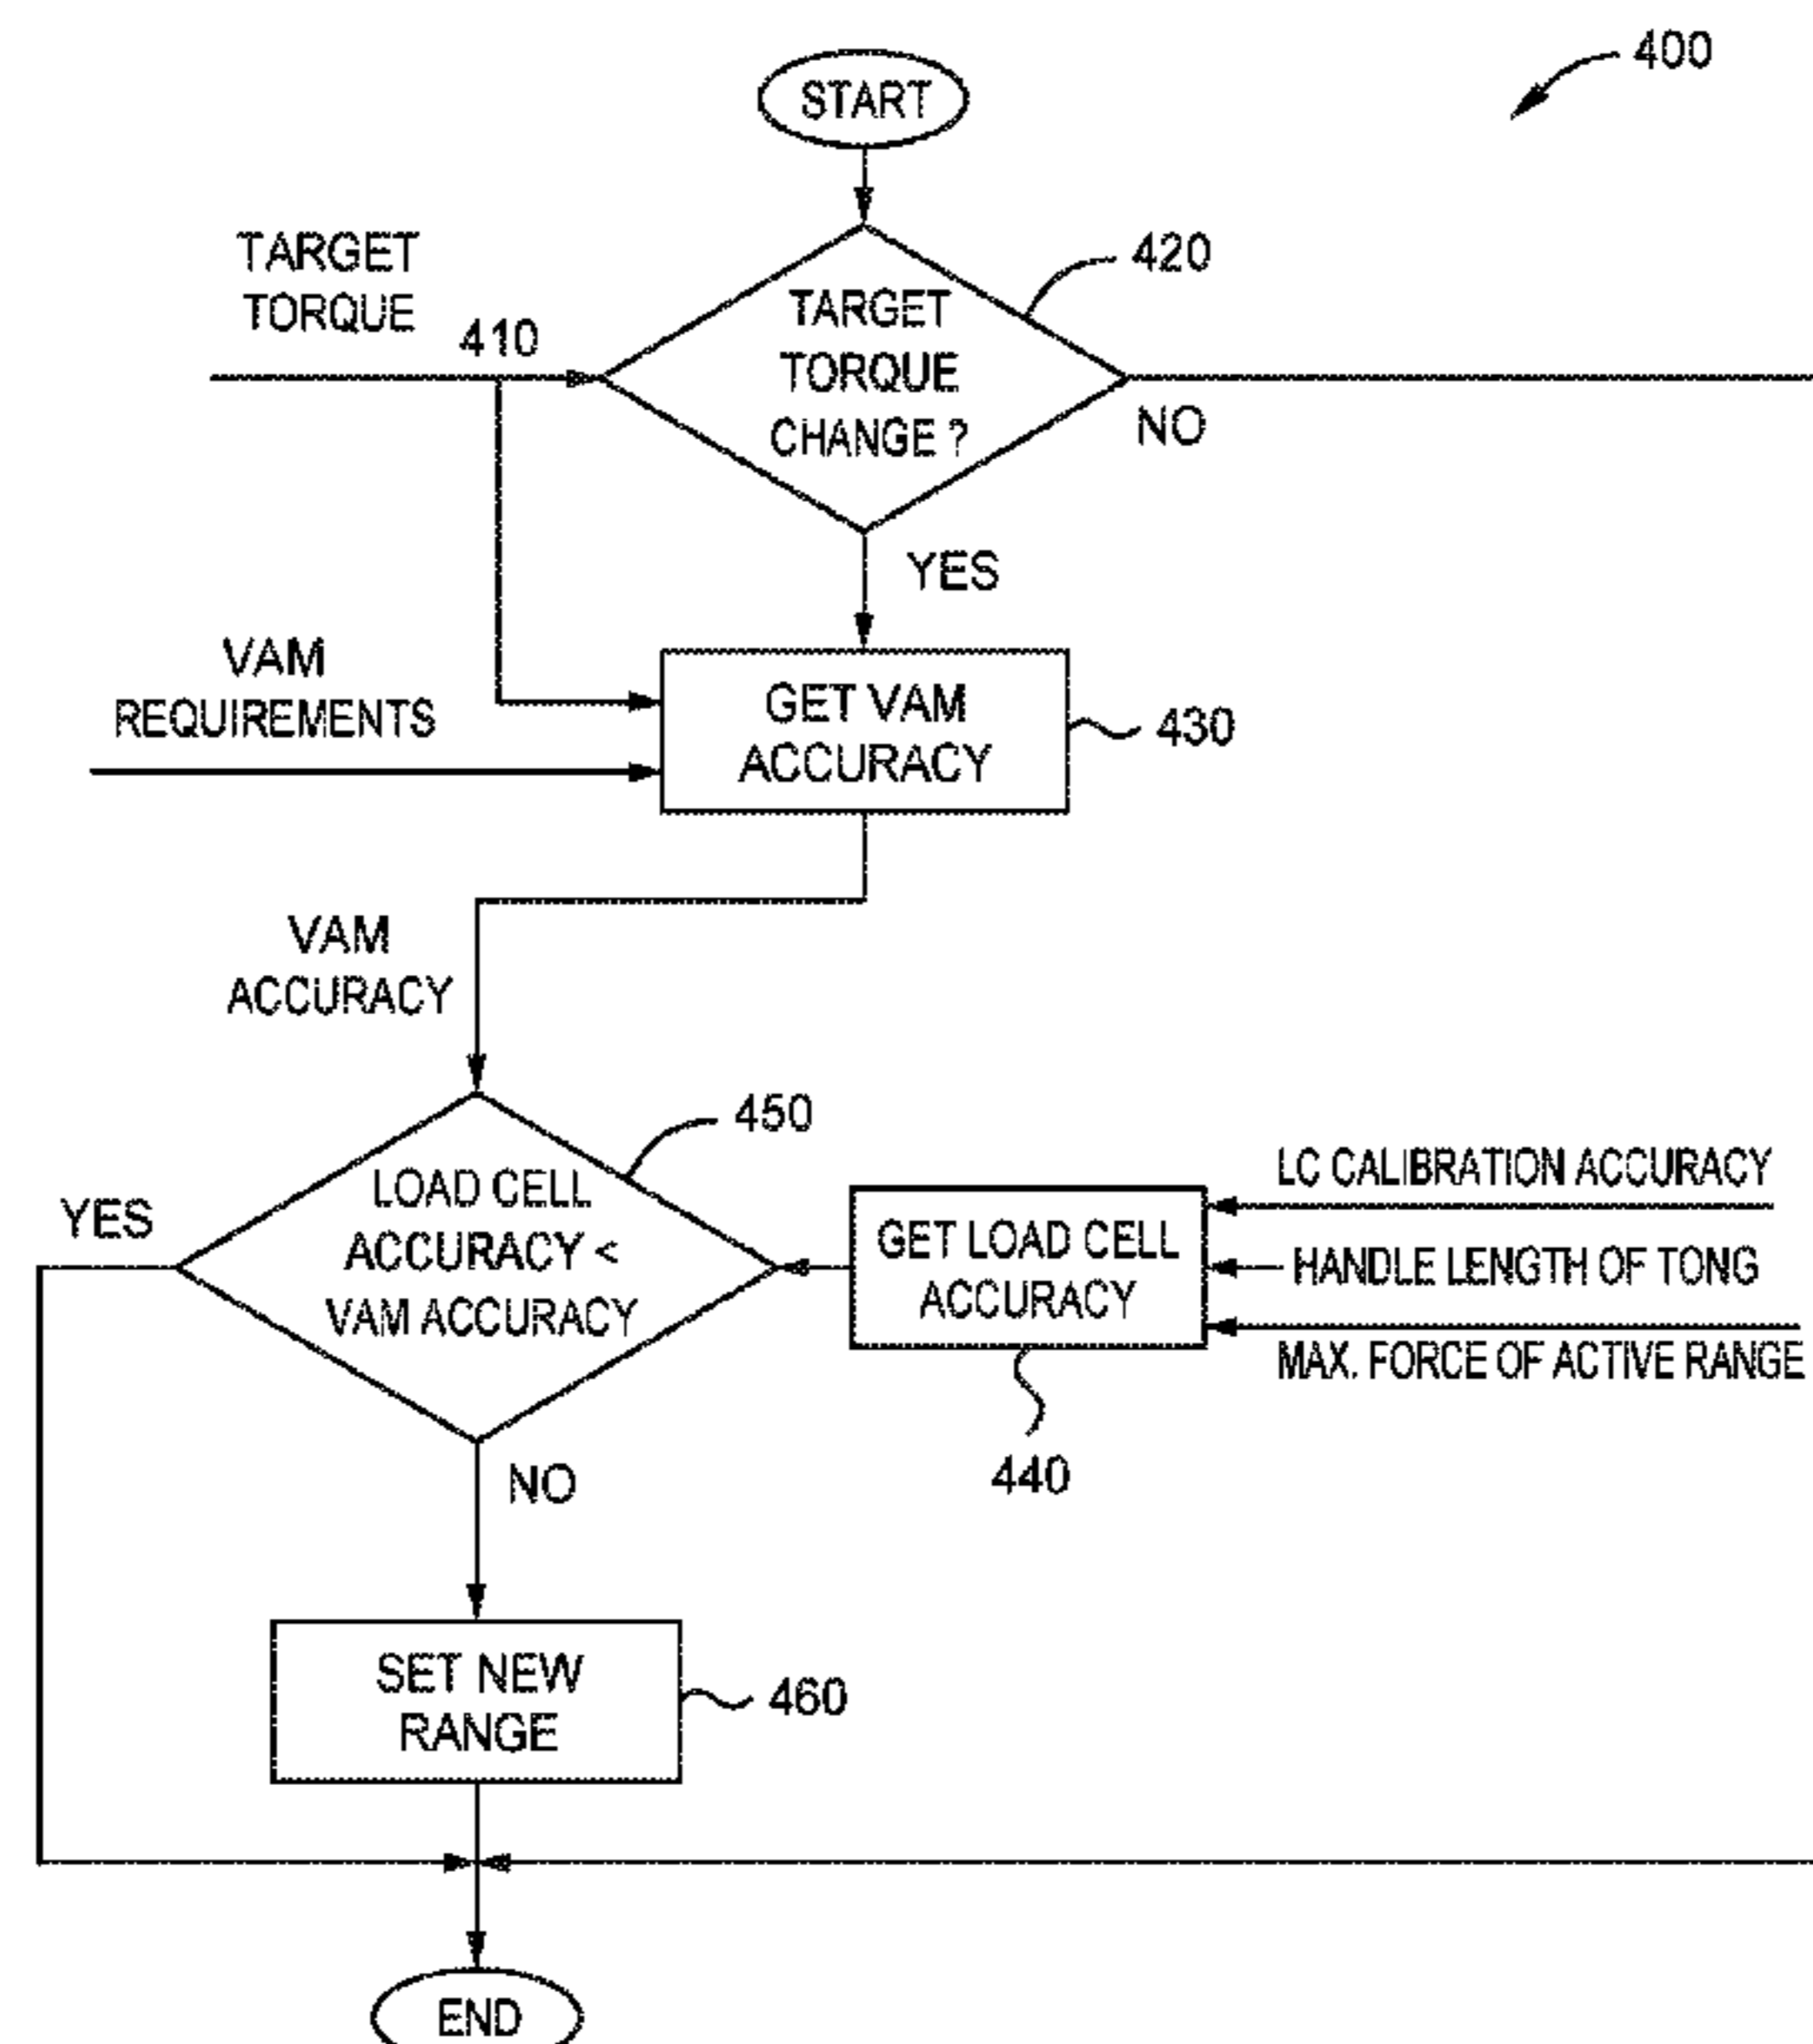 400
START
TARGET
TORQUE
410
420
TARGET
TORQUE
CHANGE ?
NO
YES
VAM
REQUIREMENTS
GET VAM
ACCURACY
430
VAM
ACCURACY
450
LOAD CELL
ACCURACY <
VAM ACCURACY
YES
GET LOAD CELL
ACCURACY
LC CALIBRATION ACCURACY
HANDLE LENGTH OF TONG
MAX. FORCE OF ACTIVE RANGE
440
NO
SET NEW
RANGE
460
END